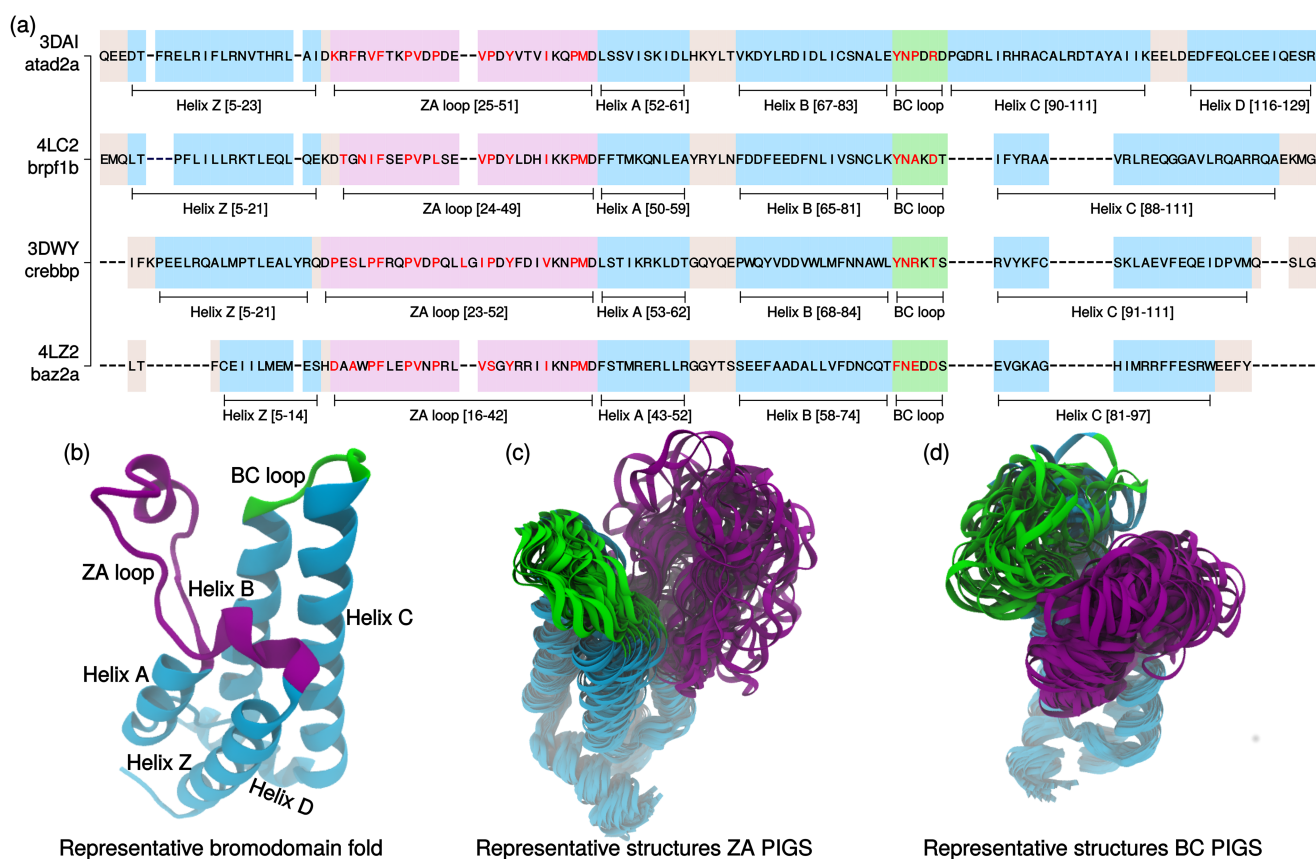 (a)
3DAI
atad2a
QEEDT--FRELRIFLRNVTHRL-AIDKRFRVFTKPVDPDE--VPDYVTVIKQPMDLSSVISKIDLHKYLTVKDYLRDIDLICSNALEYNPDRDPGDRLIRHRACALRDTAYAIIKEELDEDFEQLCEEIQESR
Helix Z [5-23]
ZA loop [25-51]
Helix A [52-61]
Helix B [67-83]
BC loop
Helix C [90-111]
Helix D [116-129]
4LC2
brpf1b
EMQLT---PFLILLRKTLEQL-QEKDTGNIFSEPVPLSE--VPDYLDHIKKPMDFFTMKQNLEAYRYLNFDDFEEDFNLIVSNCLKYNAKDT-----IFYRAA-------VRLREQGGAVLRQARRQAEKMG
Helix Z [5-21]
ZA loop [24-49]
Helix A [50-59]
Helix B [65-81]
BC loop
Helix C [88-111]
3DWY
crebbp
---IFKPEELRQALMPTLEALYRQDPESLPFRQPVDPQLLGIPDYFDIVKNPMDLSTIKRKLDTGQYQEPWQYVDDVWLMFNNAWLYNRKTS-----RVYKFC-------SKLAEVFEQEIDPVMQ---SLG
Helix Z [5-21]
ZA loop [23-52]
Helix A [53-62]
Helix B [68-84]
BC loop
Helix C [91-111]
4LZ2
baz2a
---LT-------FCEIILMEM-ESHDAAWPFLEPVNPRL--VSGYRRIIKNPMDFSTMRERLLRGGYTSSEEFAADALLVFDNCQTFNEDDS-----EVGKAG-------HIMRRFFESRWEEFY-------
Helix Z [5-14]
ZA loop [16-42]
Helix A [43-52]
Helix B [58-74]
BC loop
Helix C [81-97]
(b)
(c)
(d)
BC loop
ZA loop
Helix B
Helix C
Helix A
Helix Z
Helix D
Representative bromodomain fold
Representative structures ZA PIGS
Representative structures BC PIGS